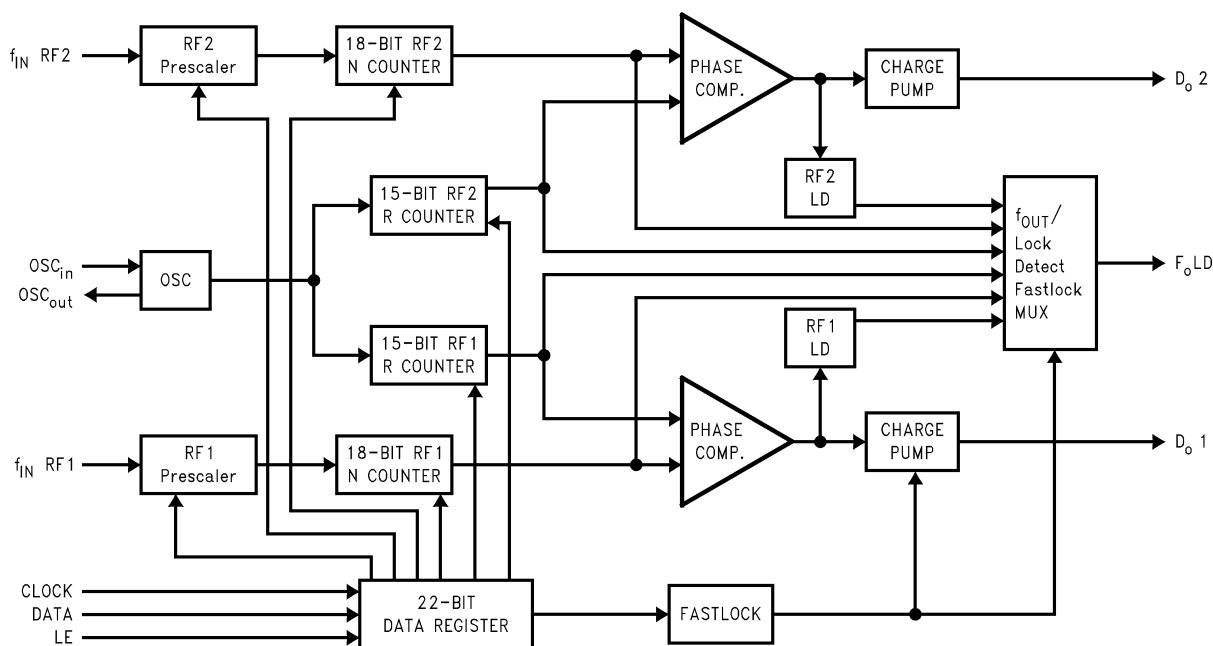 f_IN RF2
RF2
Prescaler
18-BIT RF2
N COUNTER
PHASE
COMP.
CHARGE
PUMP
D_o 2
RF2
LD
15-BIT RF2
R COUNTER
OSC_in
OSC_out
OSC
f_OUT/
Lock
Detect
Fastlock
MUX
F_oLD
15-BIT RF1
R COUNTER
RF1
LD
f_IN RF1
RF1
Prescaler
18-BIT RF1
N COUNTER
PHASE
COMP.
CHARGE
PUMP
D_o 1
CLOCK
DATA
LE
22-BIT
DATA REGISTER
FASTLOCK